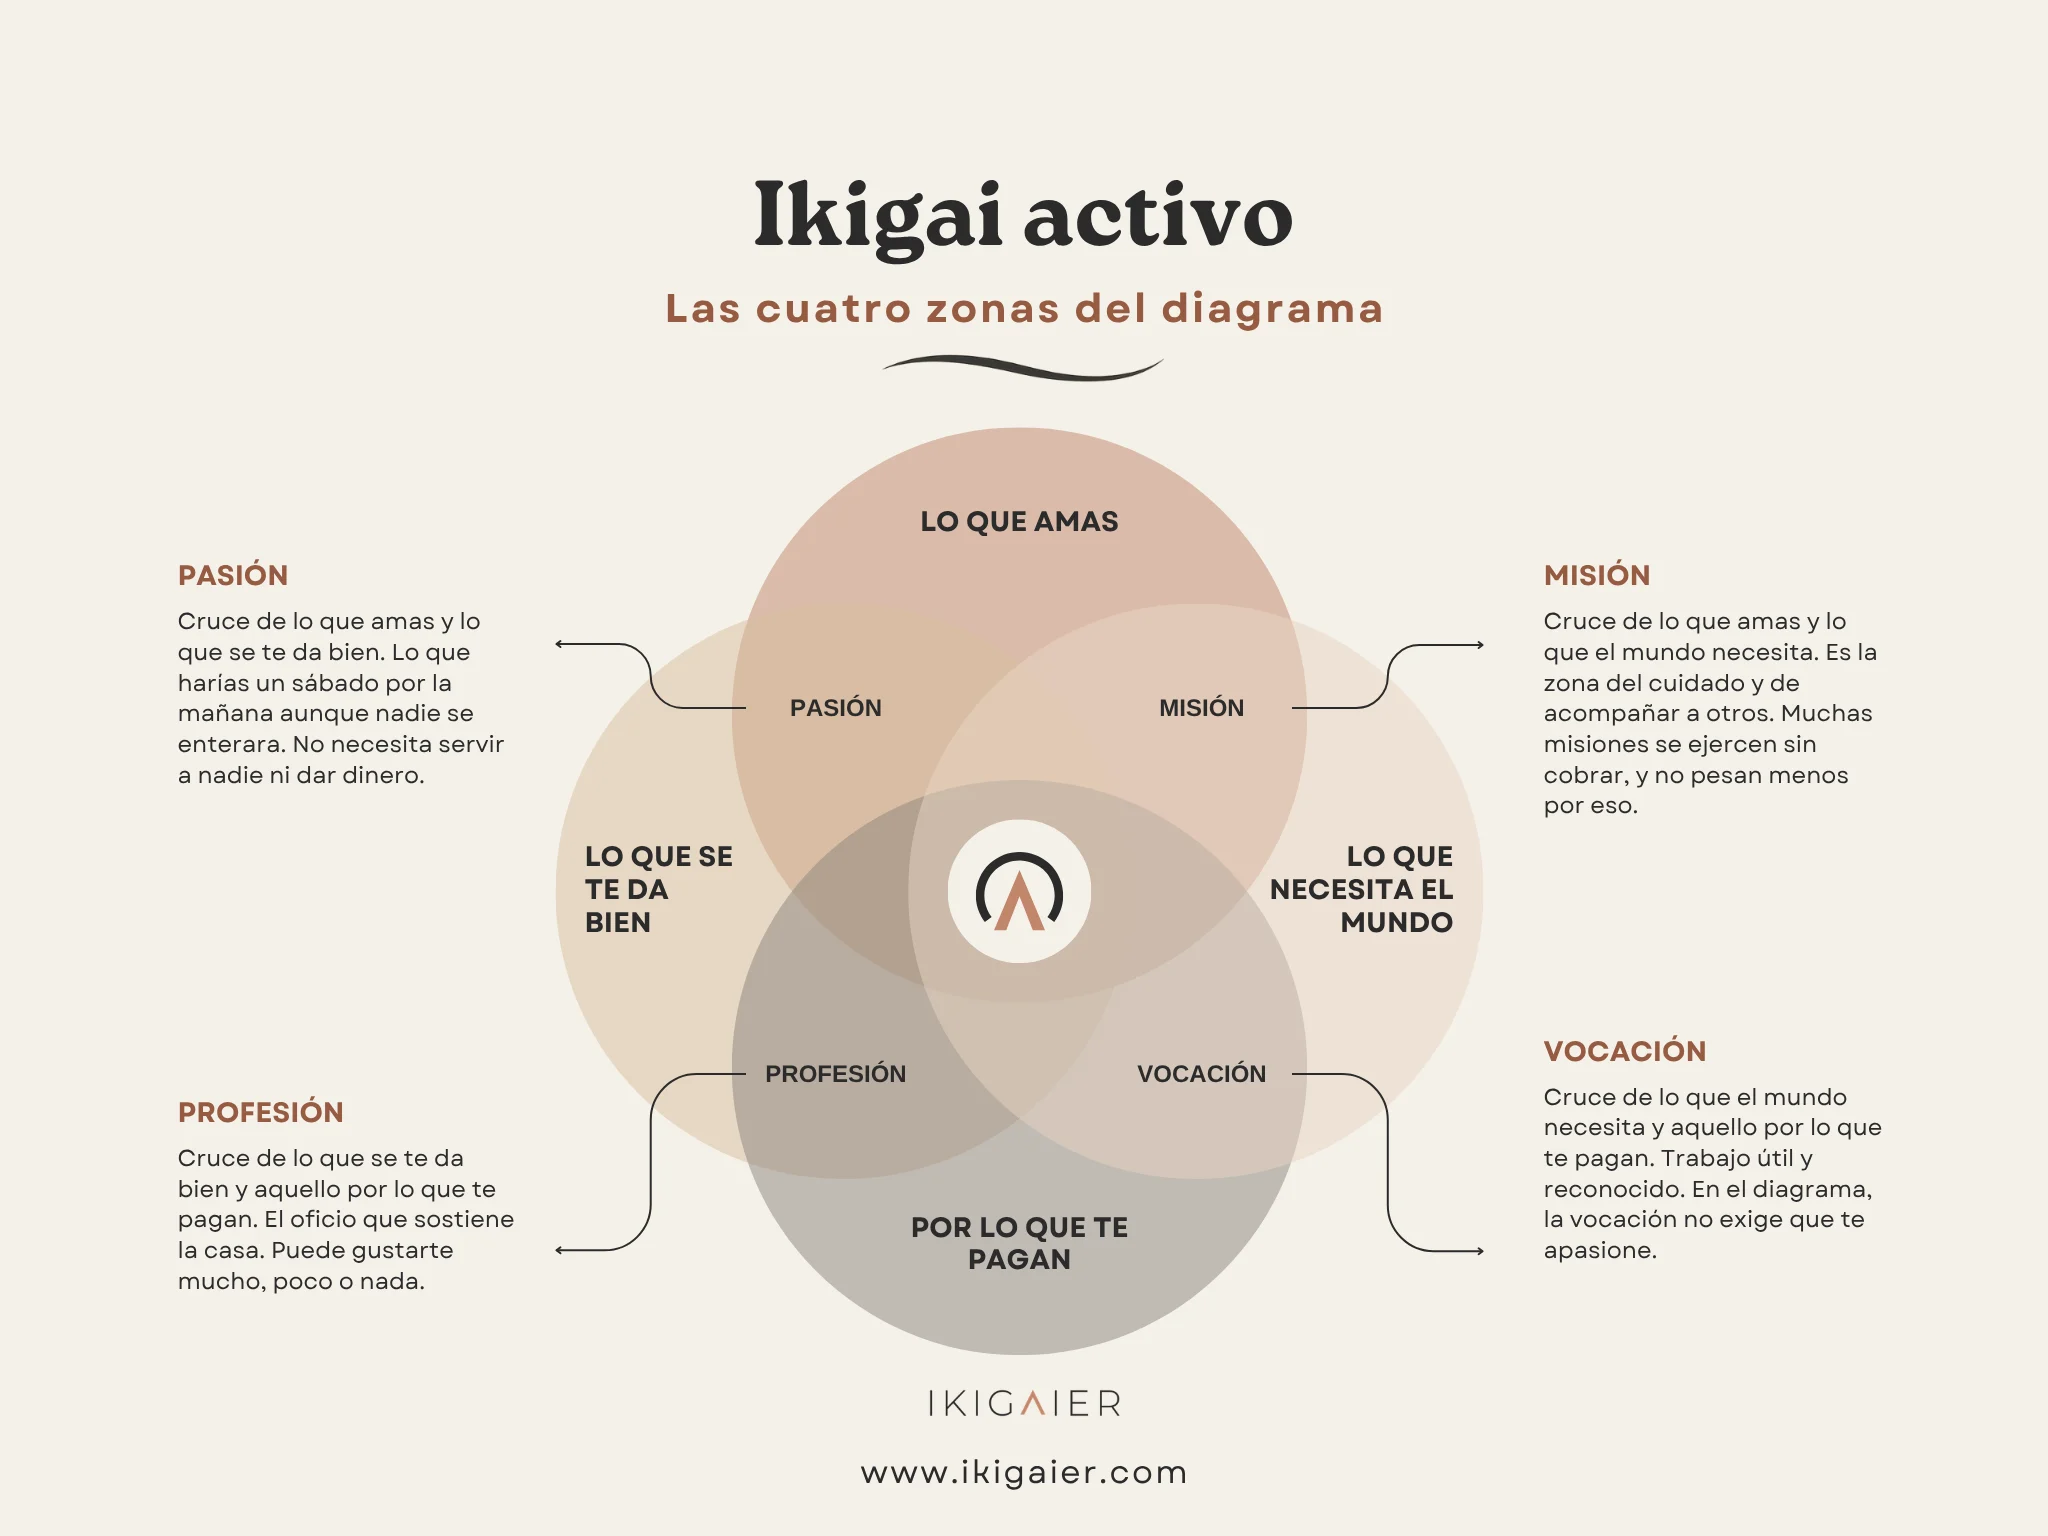 Ikigai activo
Las cuatro zonas del diagrama
LO QUE AMAS
PASIÓN
Cruce de lo que amas y lo
que se te da bien. Lo que
harías un sábado por la
mañana aunque nadie se
enterara. No necesita servir
a nadie ni dar dinero.
MISIÓN
Cruce de lo que amas y lo
que el mundo necesita. Es la
zona del cuidado y de
acompañar a otros. Muchas
misiones se ejercen sin
cobrar, y no pesan menos
por eso.
PASIÓN
MISIÓN
LO QUE SE
TE DA
BIEN
LO QUE
NECESITA EL
MUNDO
PROFESIÓN
VOCACIÓN
PROFESIÓN
Cruce de lo que se te da
bien y aquello por lo que te
pagan. El oficio que sostiene
la casa. Puede gustarte
mucho, poco o nada.
VOCACIÓN
Cruce de lo que el mundo
necesita y aquello por lo que
te pagan. Trabajo útil y
reconocido. En el diagrama,
la vocación no exige que te
apasione.
POR LO QUE TE
PAGAN
IKIGAIER
www.ikigaier.com